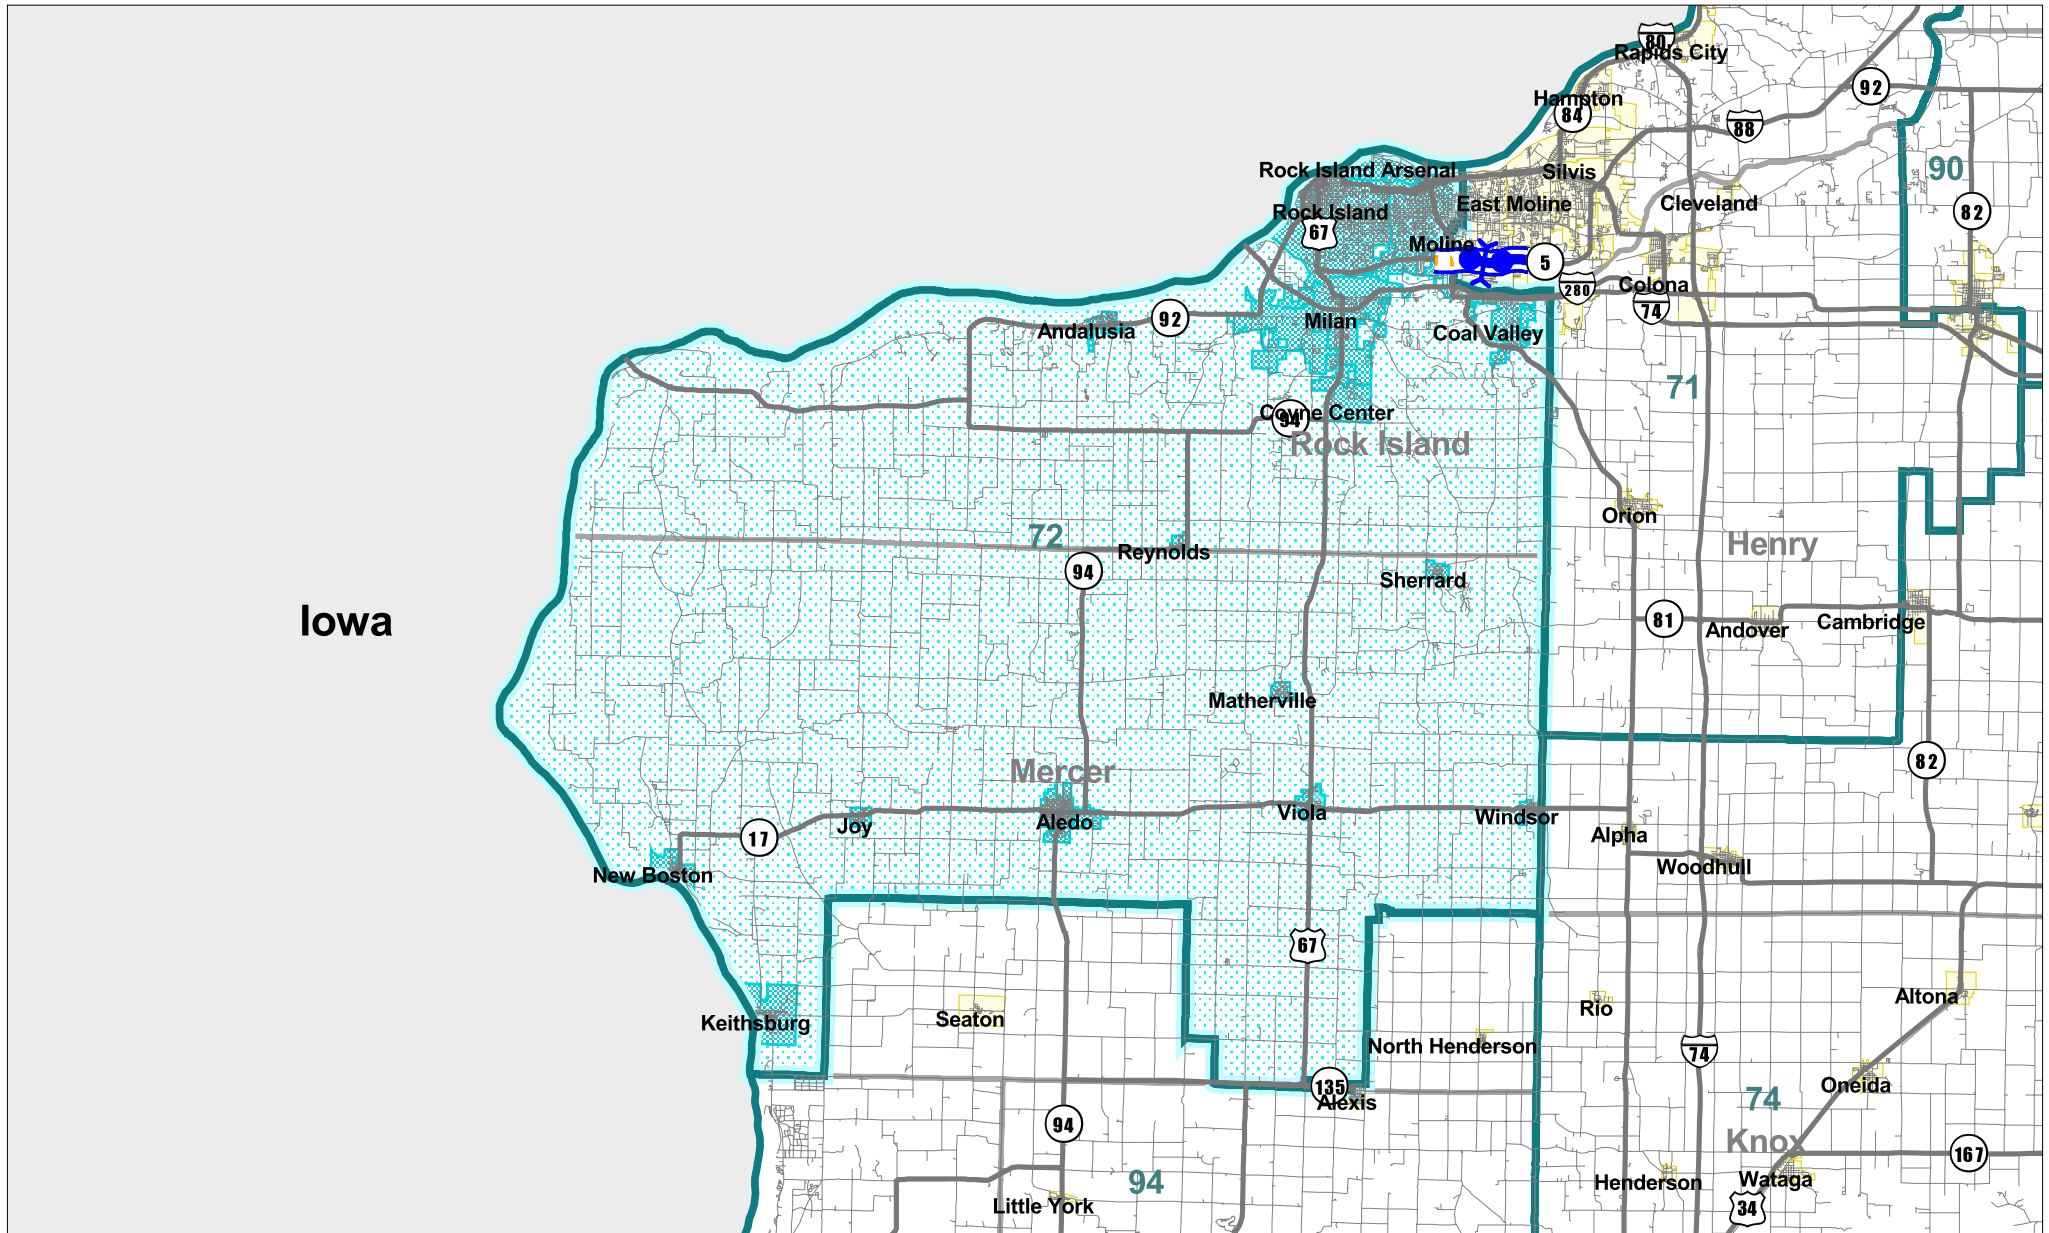 80
Rapids City
92
Hampton
84
88
Rock Island Arsenal
Silvis
90
Rock Island
East Moline
Cleveland
82
67
Moline
5
280
Colona
74
Andalusia
92
Milan
Coal Valley
71
Coyne Center
94
Rock Island
Orion
72
Henry
Reynolds
94
Sherrard
Iowa
81
Andover
Cambridge
Matherville
Mercer
82
17
Joy
Aledo
Viola
Windsor
Alpha
Woodhull
New Boston
67
Keithsburg
Seaton
Rio
Altona
North Henderson
74
135
Alexis
Oneida
74
94
Knox
167
94
Henderson
Wataga
Little York
34